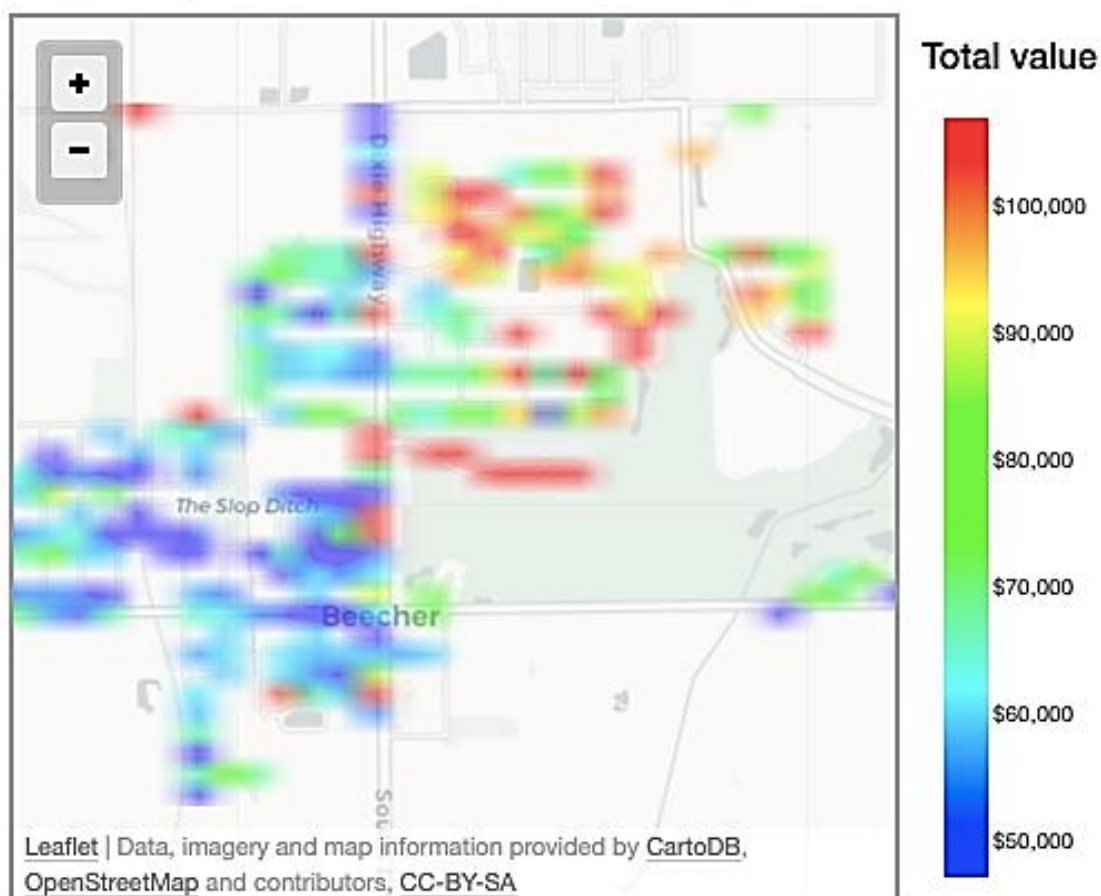 Total value
+
−
$100,000
$90,000
$80,000
$70,000
$60,000
$50,000
Dixie Highway
The Slop Ditch
Beecher
Sou
Leaflet | Data, imagery and map information provided by CartoDB,
OpenStreetMap and contributors, CC-BY-SA